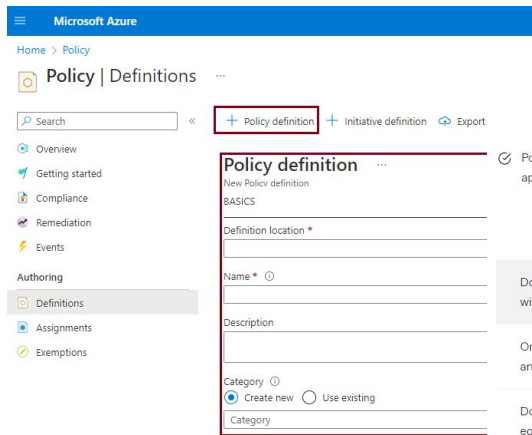 Microsoft Azure
Home > Policy
Policy | Definitions ...
Search «
Overview
Getting started
Compliance
Remediation
Events
Authoring
Definitions
Assignments
Exemptions
+ Policy definition + Initiative definition Export
Policy definition ...
New Policy definition
BASICS
Definition location *
Name *
Description
Category
Create new Use existing
Category